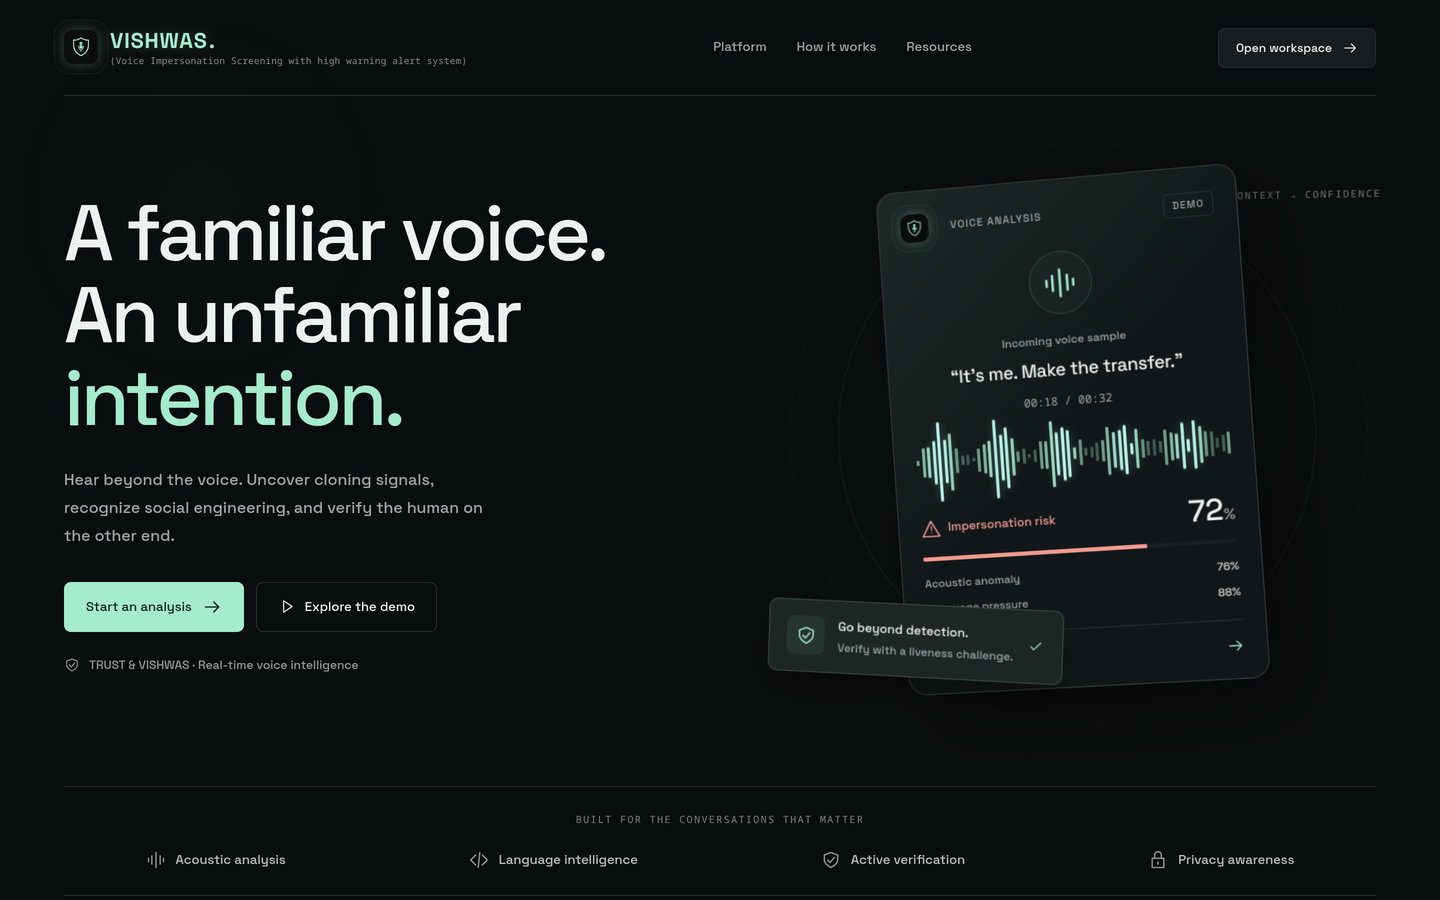 VISHWAS.
(Voice Impersonation Screening with high warning alert system)
Platform
How it works
Resources
Open workspace
A familiar voice.
An unfamiliar
intention.
Hear beyond the voice. Uncover cloning signals,
recognize social engineering, and verify the human on
the other end.
Start an analysis
Explore the demo
TRUST & VISHWAS · Real-time voice intelligence
→ CONFIDENCE
VOICE ANALYSIS
DEMO
Incoming voice sample
“It's me. Make the transfer.”
00:18 / 00:32
Impersonation risk
72%
Acoustic anomaly
76%
pressure
88%
Go beyond detection.
Verify with a liveness challenge.
BUILT FOR THE CONVERSATIONS THAT MATTER
Acoustic analysis
Language intelligence
Active verification
Privacy awareness